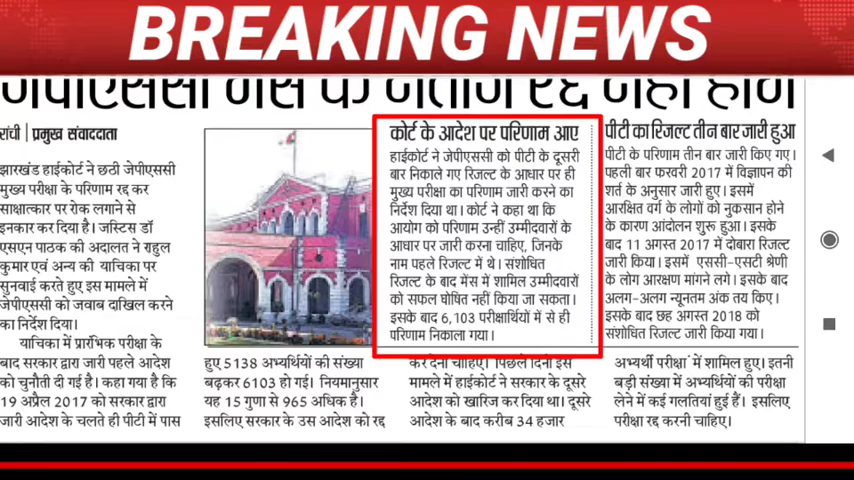 BREAKING NEWS
जेपीएससी मेंस के नतीजे रद्द नहीं होंगे
रांची | प्रमुख संवाददाता
झारखंड हाईकोर्ट ने छठी जेपीएससी
मुख्य परीक्षा के परिणाम रद्द कर
साक्षात्कार पर रोक लगाने से
इनकार कर दिया है। जस्टिस डॉ
एसएन पाठक की अदालत ने राहुल
कुमार एवं अन्य की याचिका पर
सुनवाई करते हुए इस मामले में
जेपीएससी को जवाब दाखिल करने
का निर्देश दिया।
याचिका में प्रारंभिक परीक्षा के
बाद सरकार द्वारा जारी पहले आदेश
को चुनौती दी गई है। कहा गया है कि
19 अप्रैल 2017 को सरकार द्वारा
जारी आदेश के चलते ही पीटी में पास
हुए 5138 अभ्यर्थियों की संख्या
बढ़कर 6103 हो गई। नियमानुसार
यह 15 गुणा से 965 अधिक है।
इसलिए सरकार के उस आदेश को रद्द
कोर्ट के आदेश पर परिणाम आए
हाईकोर्ट ने जेपीएससी को पीटी के दूसरी
बार निकाले गए रिजल्ट के आधार पर ही
मुख्य परीक्षा का परिणाम जारी करने का
निर्देश दिया था। कोर्ट ने कहा था कि
आयोग को परिणाम उन्हीं उम्मीदवारों के
आधार पर जारी करना चाहिए, जिनके
नाम पहले रिजल्ट में थे। संशोधित
रिजल्ट के बाद मेंस में शामिल उम्मीदवारों
को सफल घोषित नहीं किया जा सकता।
इसके बाद 6,103 परीक्षार्थियों में से ही
परिणाम निकाला गया।
कर देना चाहिए। पिछले दिनों इस
मामले में हाईकोर्ट ने सरकार के दूसरे
आदेश को खारिज कर दिया था। दूसरे
आदेश के बाद करीब 34 हजार
पीटी का रिजल्ट तीन बार जारी हुआ
पीटी के परिणाम तीन बार जारी किए गए।
पहली बार फरवरी 2017 में विज्ञापन की
शर्त के अनुसार जारी हुए। इसमें
आरक्षित वर्ग के लोगों को नुकसान होने
के कारण आंदोलन शुरू हुआ। इसके
बाद 11 अगस्त 2017 में दोबारा रिजल्ट
जारी किया। इसमें एससी-एसटी श्रेणी
के लोग आरक्षण मांगने लगे। इसके बाद
अलग-अलग न्यूनतम अंक तय किए।
इसके बाद छह अगस्त 2018 को
संशोधित रिजल्ट जारी किया गया।
अभ्यर्थी परीक्षा में शामिल हुए। इतनी
बड़ी संख्या में अभ्यर्थियों की परीक्षा
लेने में कई गलतियां हुई हैं। इसलिए
परीक्षा रद्द करनी चाहिए।